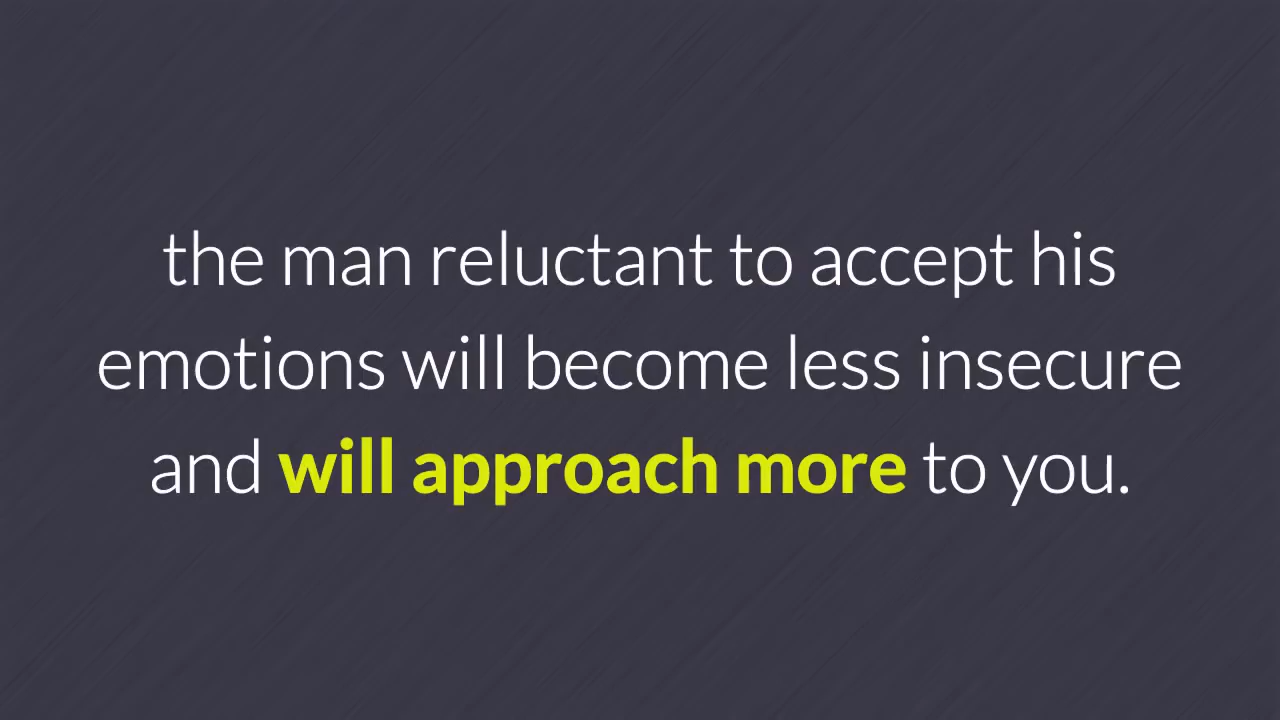 the man reluctant to accept his
emotions will become less insecure
and will approach more to you.